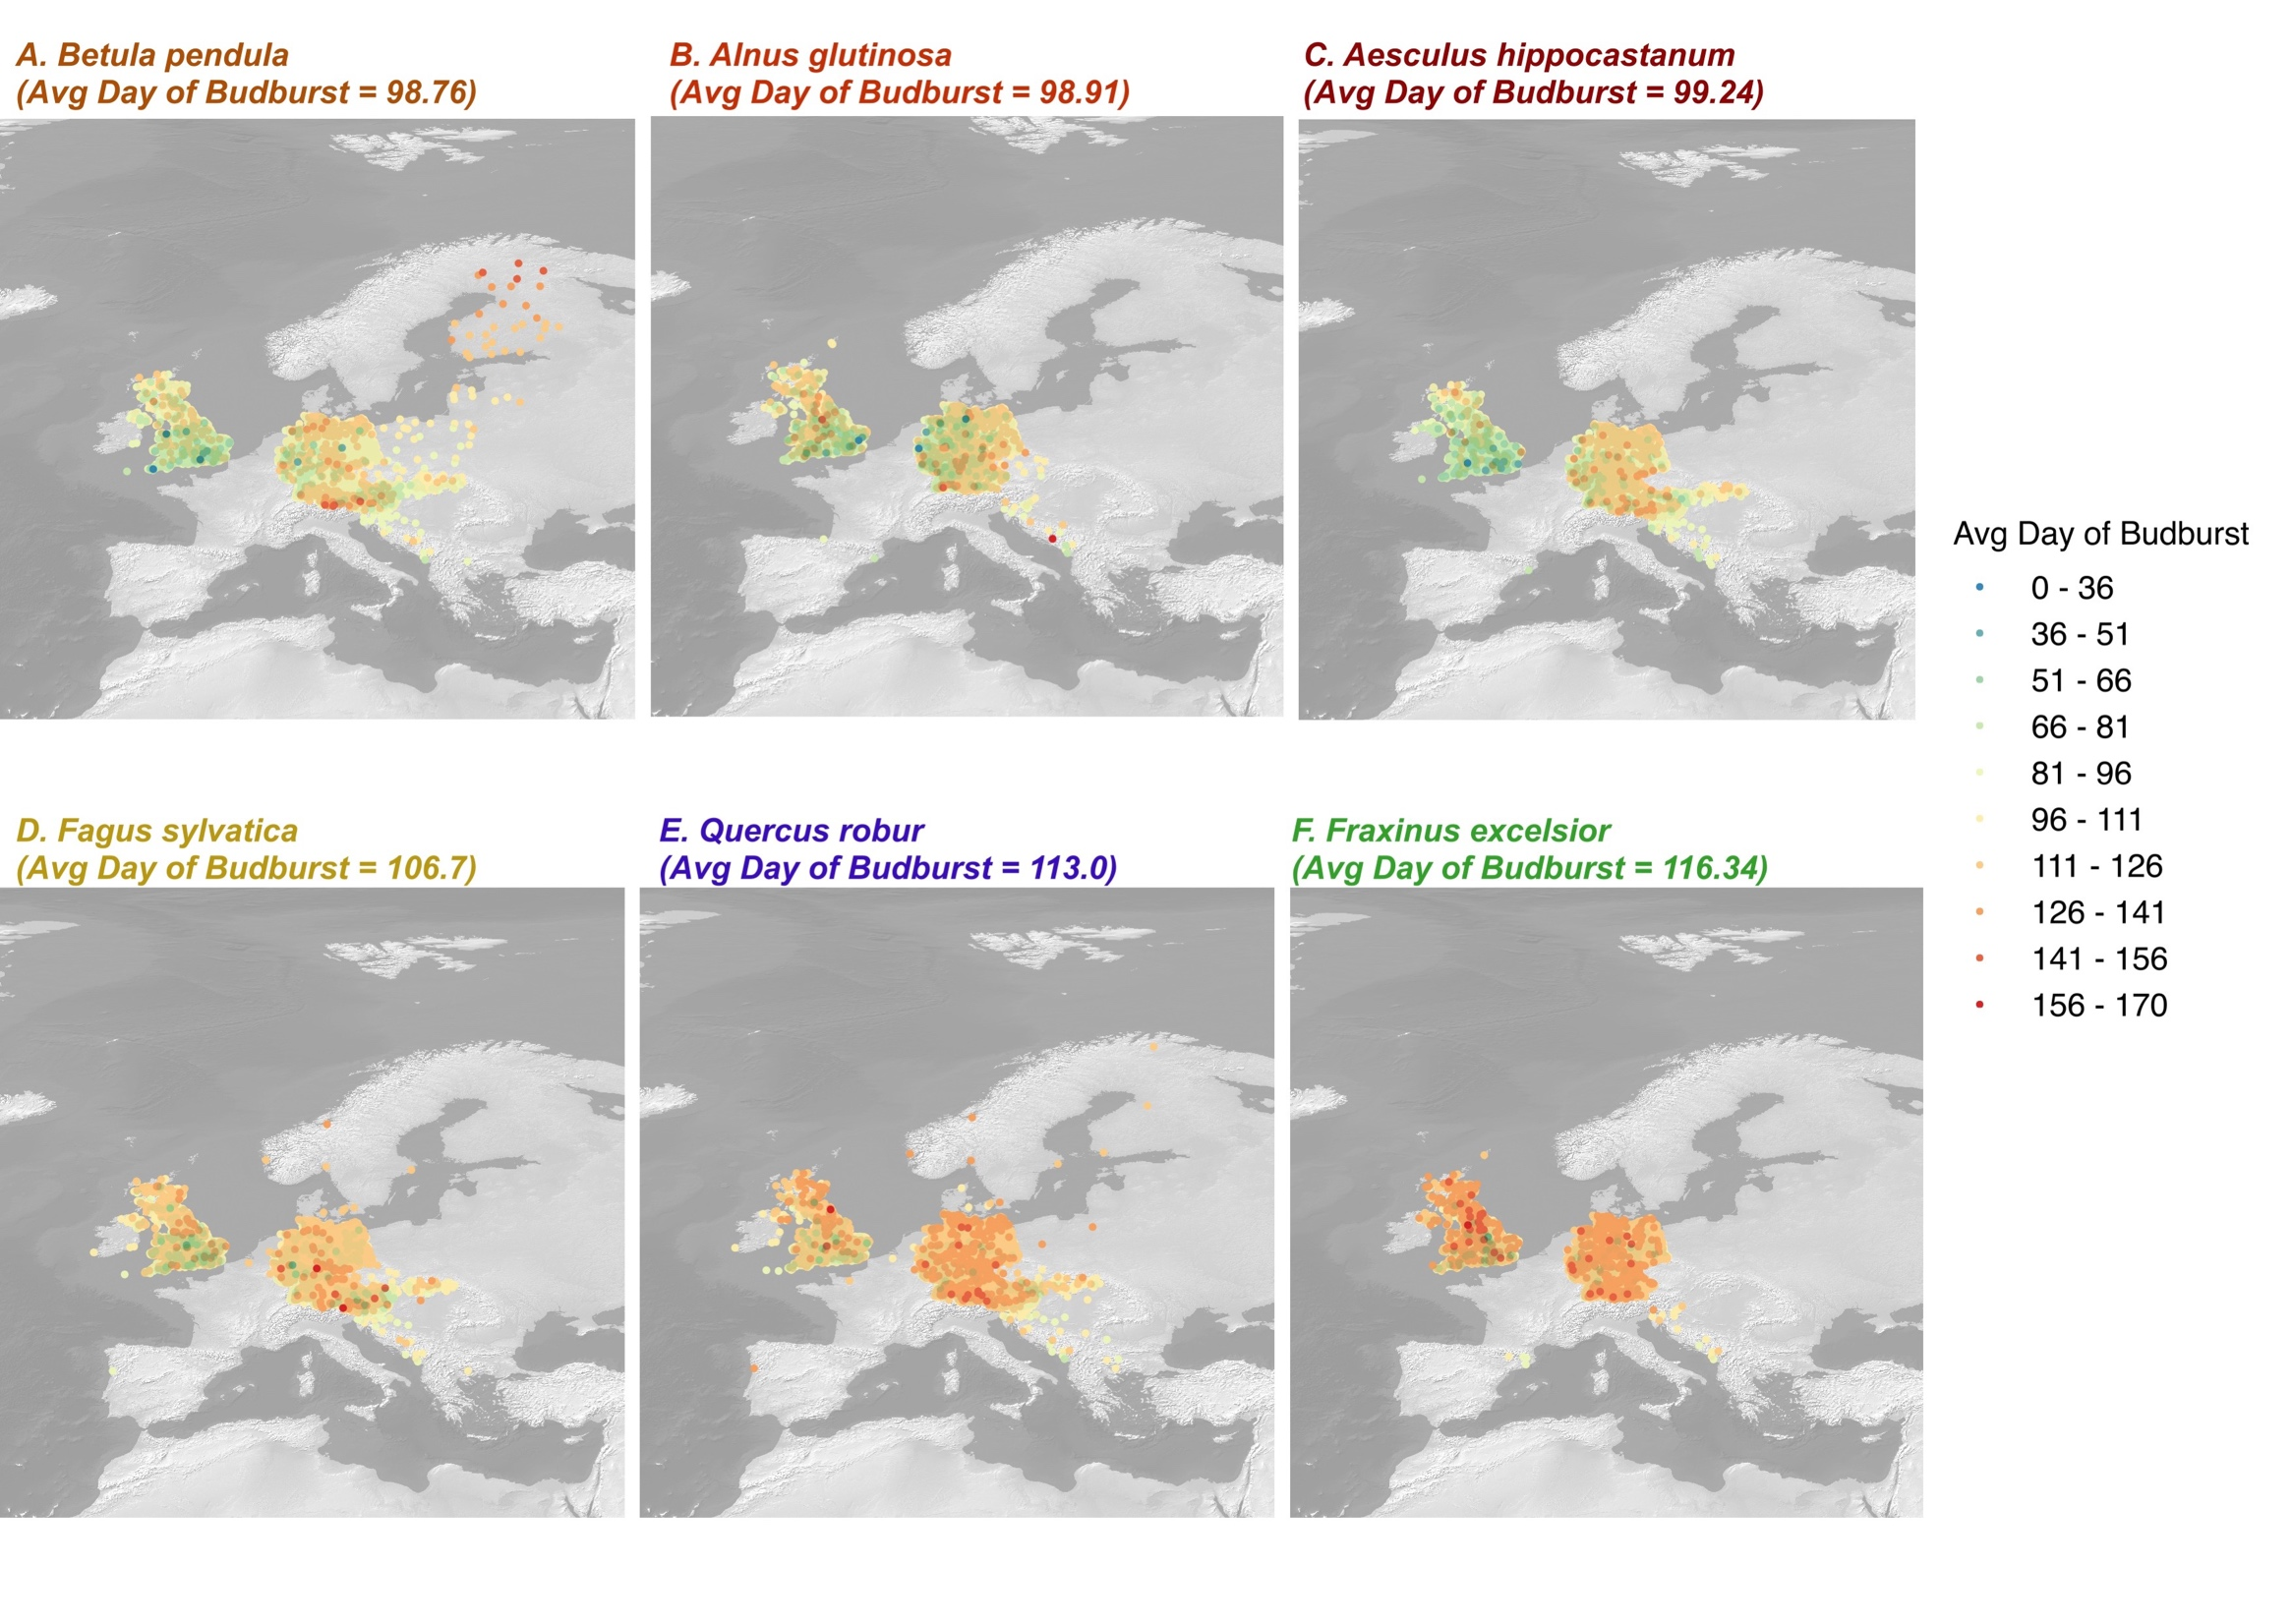 A. Betula pendula
(Avg Day of Budburst = 98.76)
B. Alnus glutinosa
(Avg Day of Budburst = 98.91)
C. Aesculus hippocastanum
(Avg Day of Budburst = 99.24)
D. Fagus sylvatica
(Avg Day of Budburst = 106.7)
E. Quercus robur
(Avg Day of Budburst = 113.0)
F. Fraxinus excelsior
(Avg Day of Budburst = 116.34)
Avg Day of Budburst
0 - 36
36 - 51
51 - 66
66 - 81
81 - 96
96 - 111
111 - 126
126 - 141
141 - 156
156 - 170